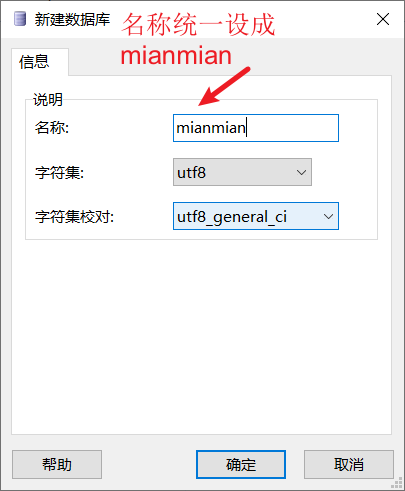 新建数据库
名称统一设成
mianmian
信息
说明
名称:
mianmian
字符集:
utf8
字符集校对:
utf8_general_ci
帮助
确定
取消